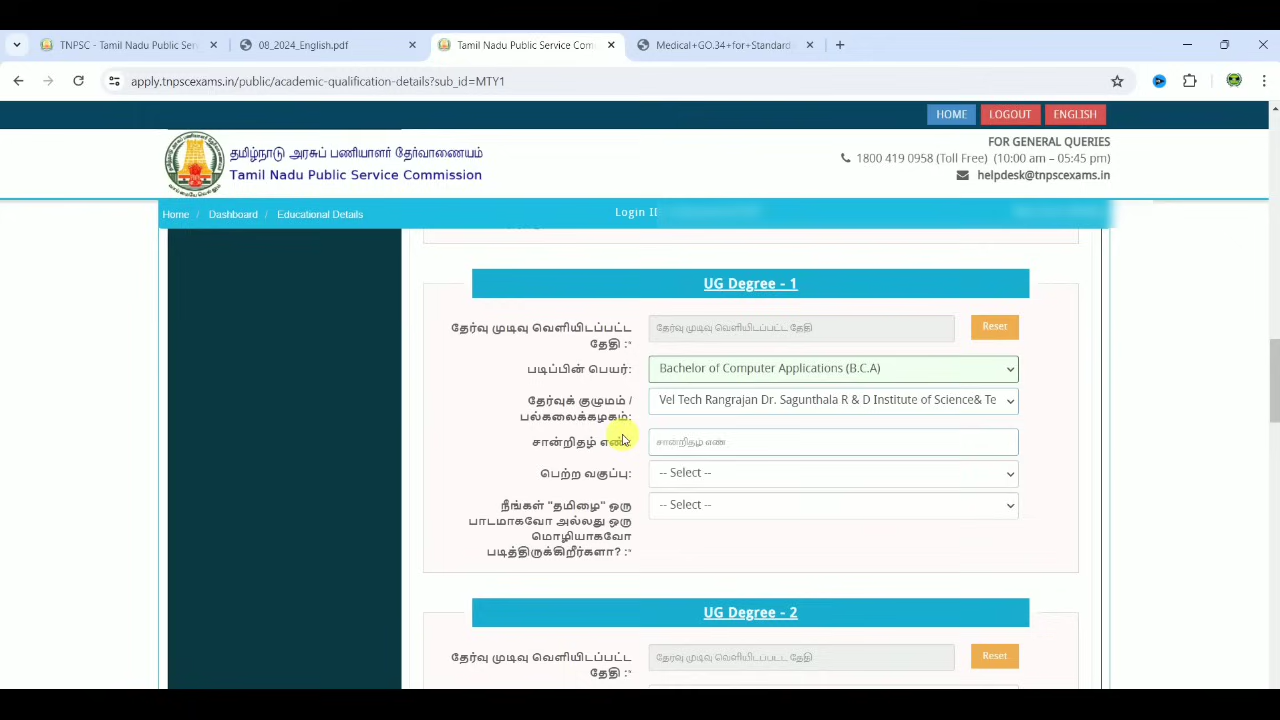 TNPSC - Tamil Nadu Public Ser
08_2024_English.pdf
Tamil Nadu Public Service Com
Medical+GO.34+for+Standard
apply.tnpscexams.in/public/academic-qualification-details?sub_id=MTY1
HOME
LOGOUT
ENGLISH
தமிழ்நாடு அரசுப் பணியாளர் தேர்வாணையம்
Tamil Nadu Public Service Commission
FOR GENERAL QUERIES
1800 419 0958 (Toll Free) (10:00 am – 05:45 pm)
helpdesk@tnpscexams.in
Home / Dashboard / Educational Details
Login ID
UG Degree - 1
தேர்வு முடிவு வெளியிடப்பட்ட தேதி :*
தேர்வு முடிவு வெளியிடப்பட்ட தேதி
Reset
படிப்பின் பெயர்:
Bachelor of Computer Applications (B.C.A)
தேர்வுக் குழுமம் / பல்கலைக்கழகம்:
Vel Tech Rangrajan Dr. Sagunthala R & D Institute of Science& Te
சான்றிதழ் எண்:
சான்றிதழ் எண்
பெற்ற வகுப்பு:
-- Select --
நீங்கள் "தமிழை" ஒரு
பாடமாகவோ அல்லது ஒரு
மொழியாகவோ
படித்திருக்கிறீர்களா? :*
-- Select --
UG Degree - 2
தேர்வு முடிவு வெளியிடப்பட்ட தேதி :*
தேர்வு முடிவு வெளியிடப்பட்ட தேதி
Reset